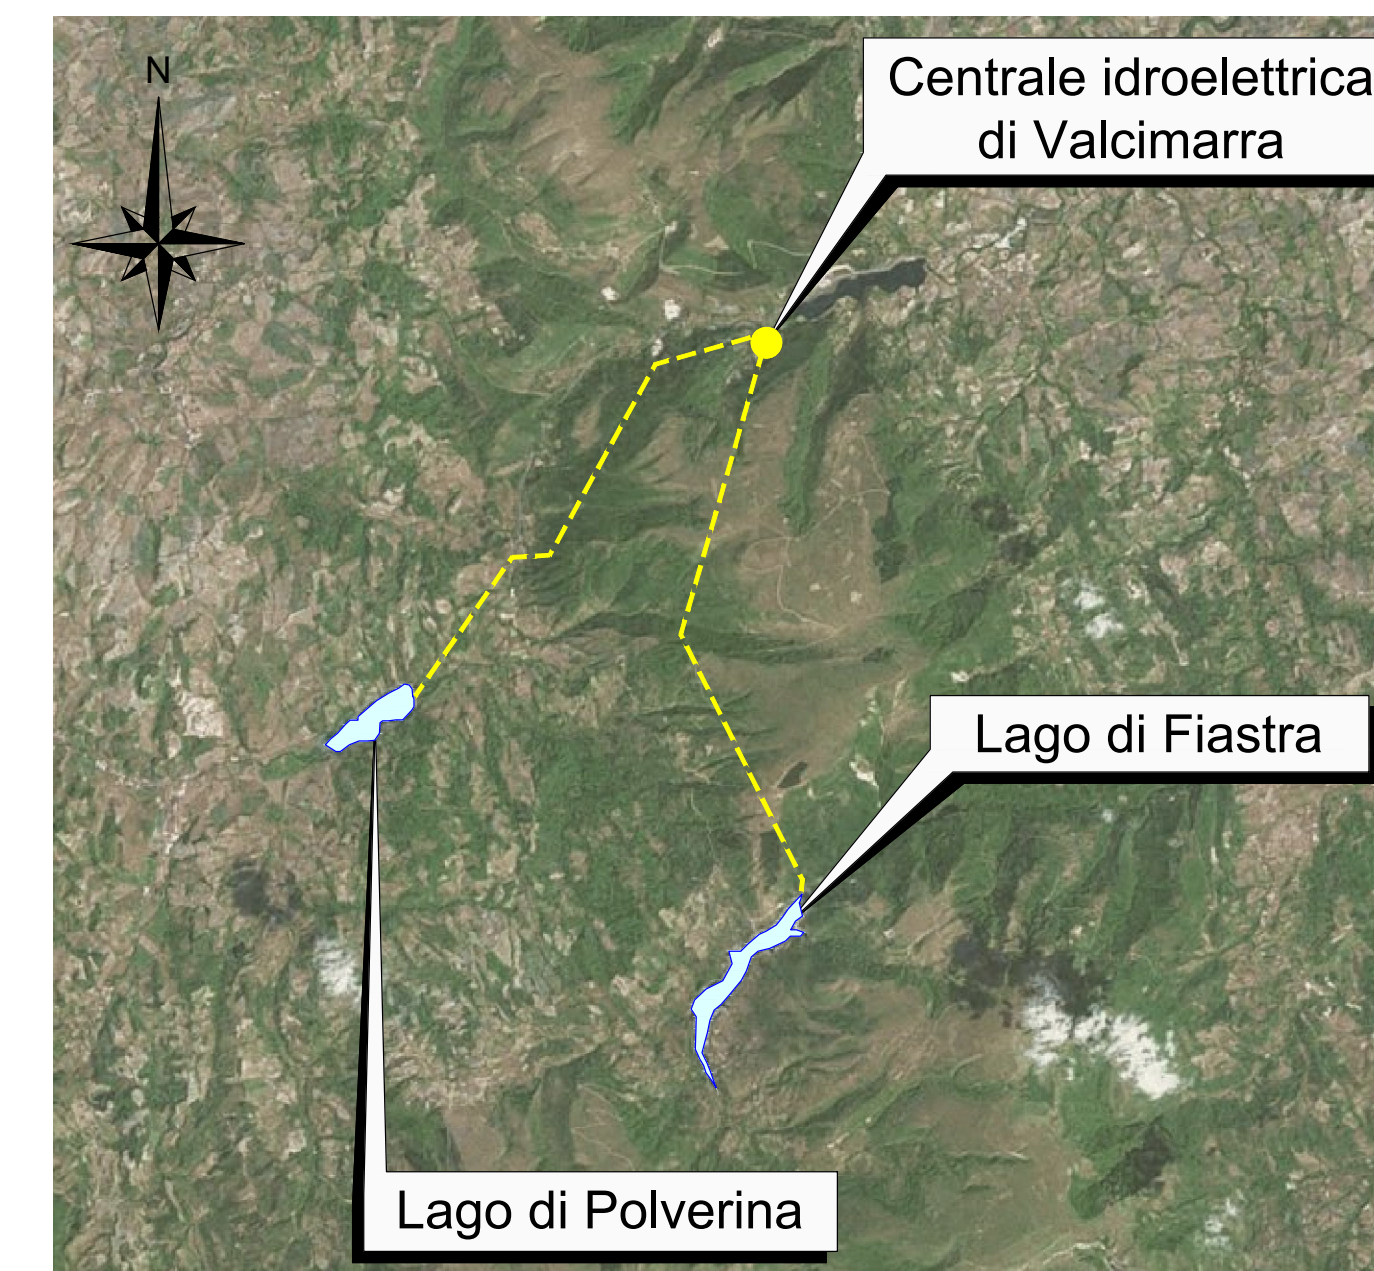 N
Centrale idroelettrica
di Valcimarra
Lago di Fiastra
Lago di Polverina